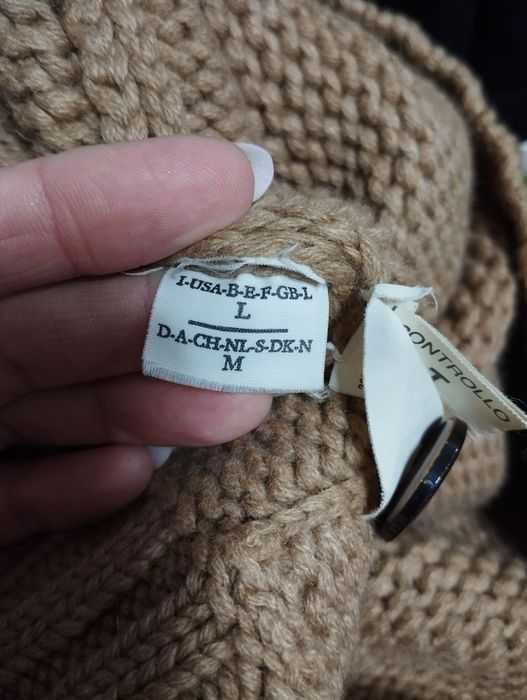 I-USA-B-E-F-GB-L
L
D-A-CH-NL-S-DK-N
M
CONTROLLO